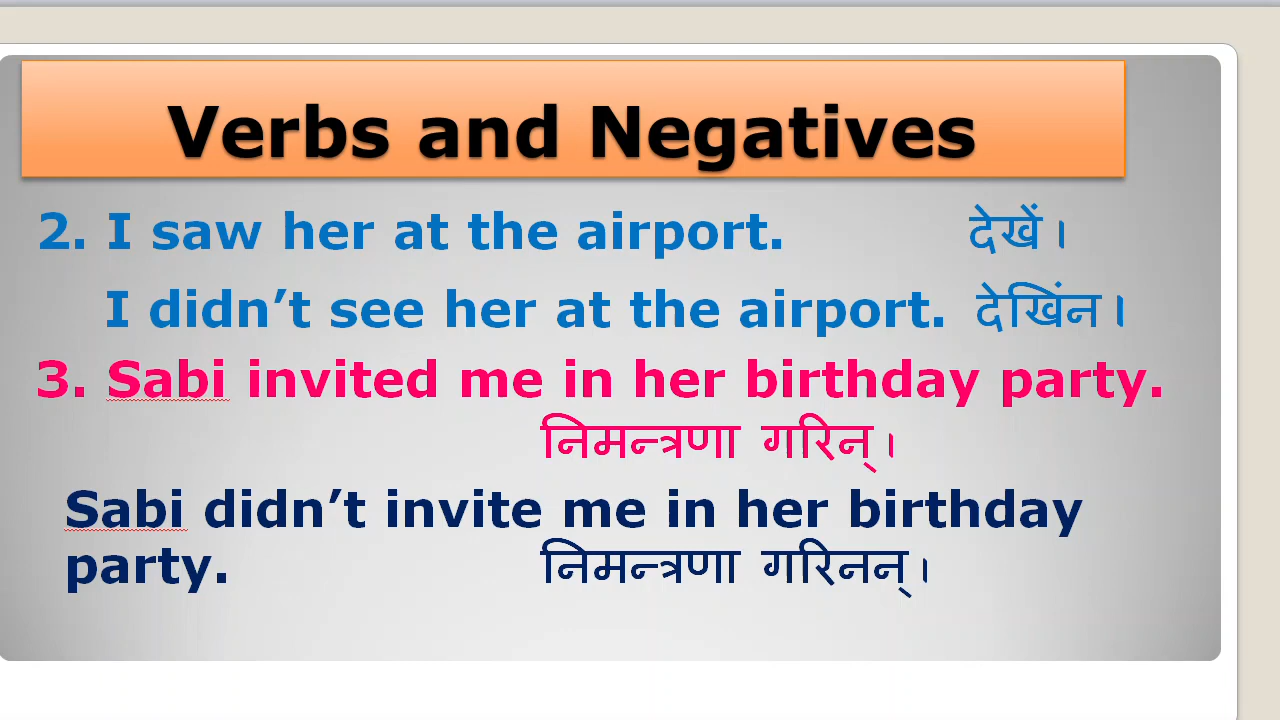 Verbs and Negatives
2. I saw her at the airport. देखें।
I didn’t see her at the airport. देखिंन।
3. Sabi invited me in her birthday party.
निमन्त्रणा गरिन्।
Sabi didn’t invite me in her birthday
party. निमन्त्रणा गरिनन्।